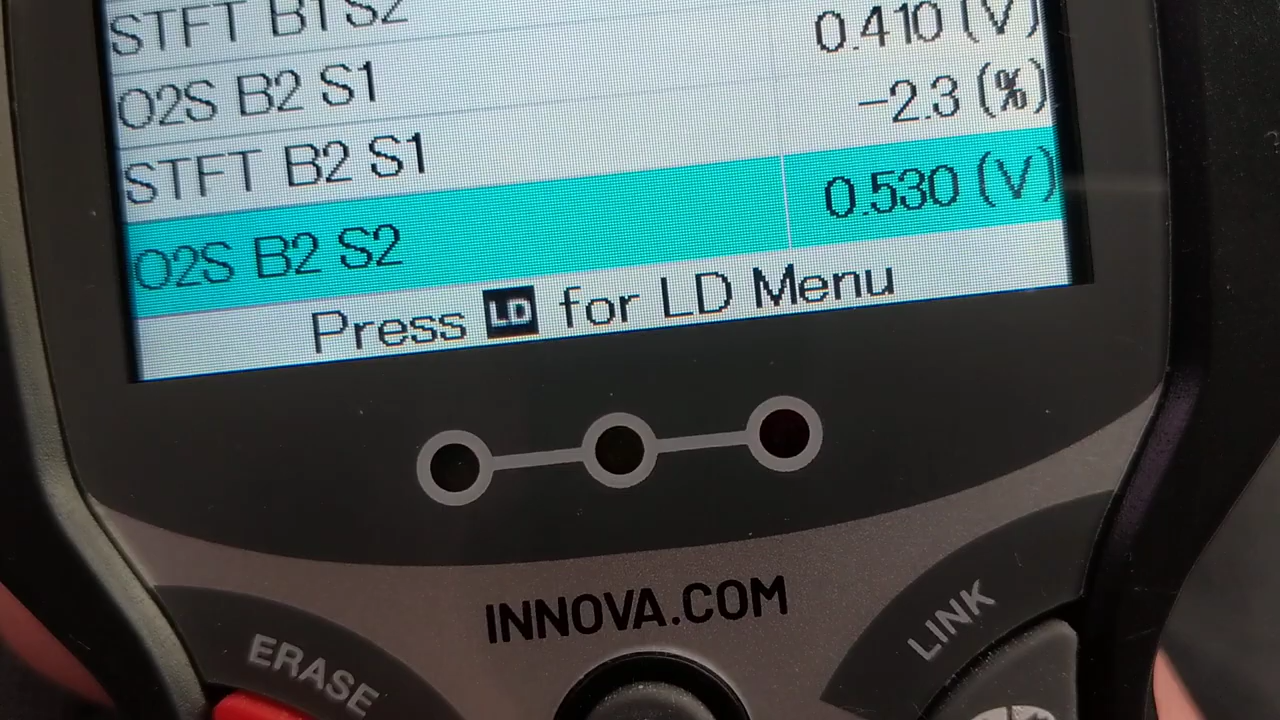 STFT B1 S2
O2S B2 S1 0.410 (V)
STFT B2 S1 -2.3 (%)
O2S B2 S2 0.530 (V)
Press LD for LD Menu
INNOVA.COM
ERASE
LINK